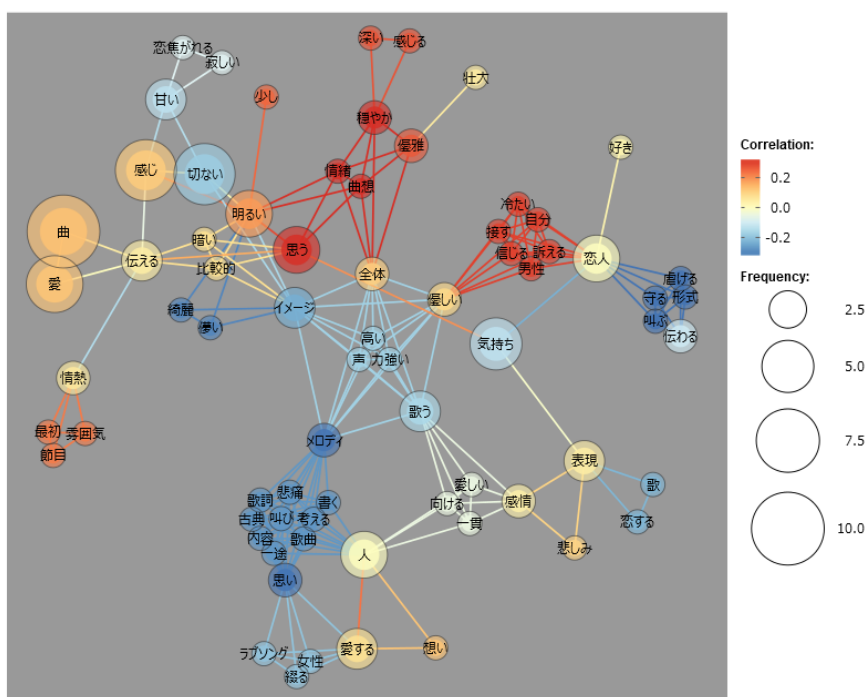 恋焦がれる
寂しい
甘い
深い
感じる
少し
壮大
穏やか
優雅
感じ
切ない
情緒
曲想
明るい
好き
冷たい
自分
接す
信じる
訴える
男性
恋人
曲
暗い
思う
伝える
比較的
全体
愛
綺麗
イメージ
儚い
優しい
虐げる
守る
形式
叫ぶ
伝わる
高い
気持ち
声
力強い
情熱
歌う
最初
雰囲気
節目
メロディ
表現
歌詞
悲痛
書く
愛しい
歌
古典
叫び
考える
向ける
感情
内容
歌曲
一貫
恋する
一途
人
悲しみ
思い
ラブソング
女性
愛する
想い
綴る
Correlation:
0.2
0.0
-0.2
Frequency:
2.5
5.0
7.5
10.0